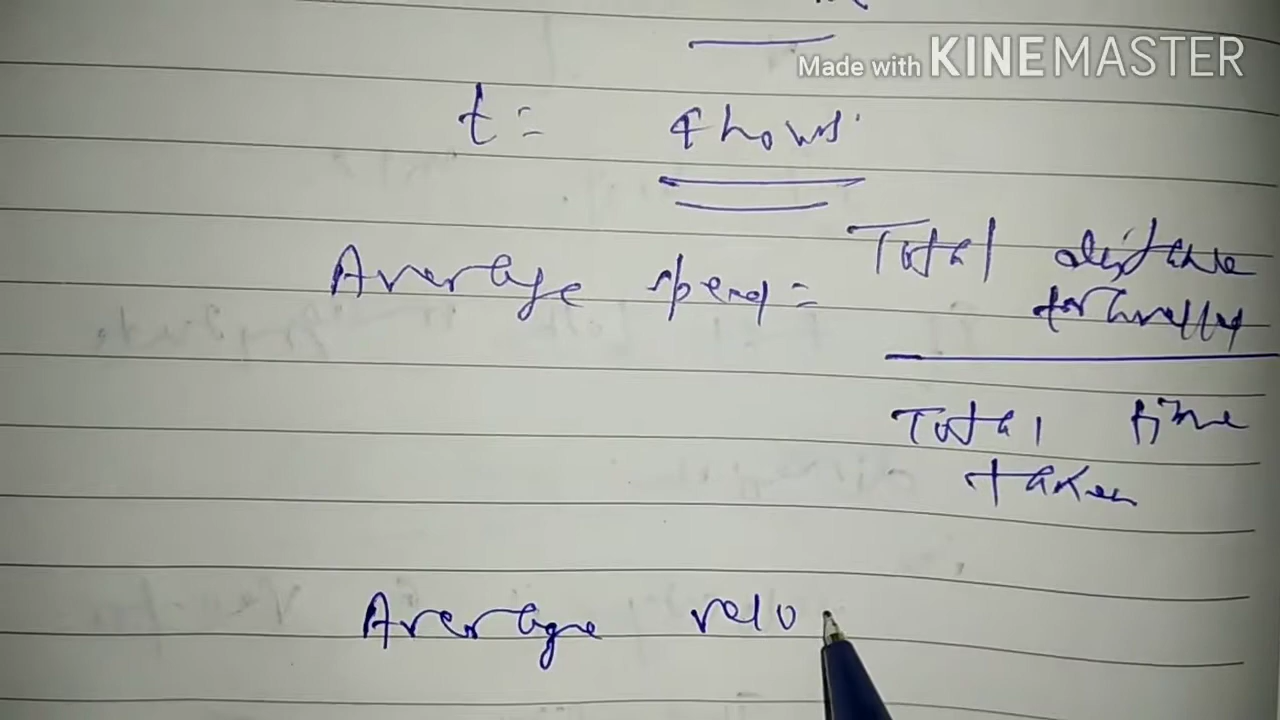 Made with KINEMASTER
t = 4 hours.
Average speed = Total distance
travelled
Total time
taken
Average velo